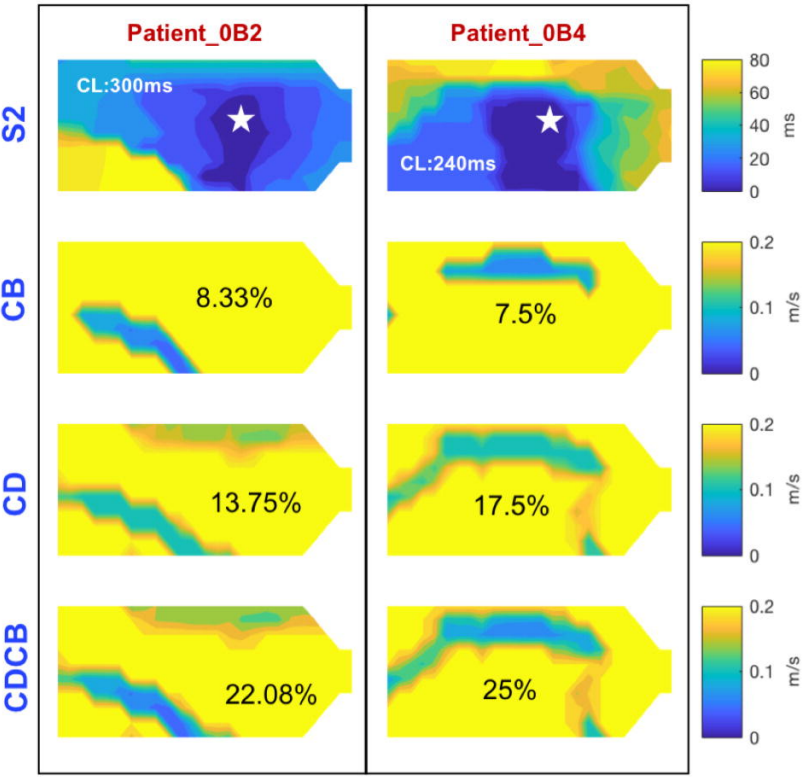 Patient_0B2
Patient_0B4
S2
CL:300ms
CL:240ms
80
60
40
20
0
ms
CB
8.33%
7.5%
0.2
0.1
0
m/s
CD
13.75%
17.5%
0.2
0.1
0
m/s
CDCB
22.08%
25%
0.2
0.1
0
m/s